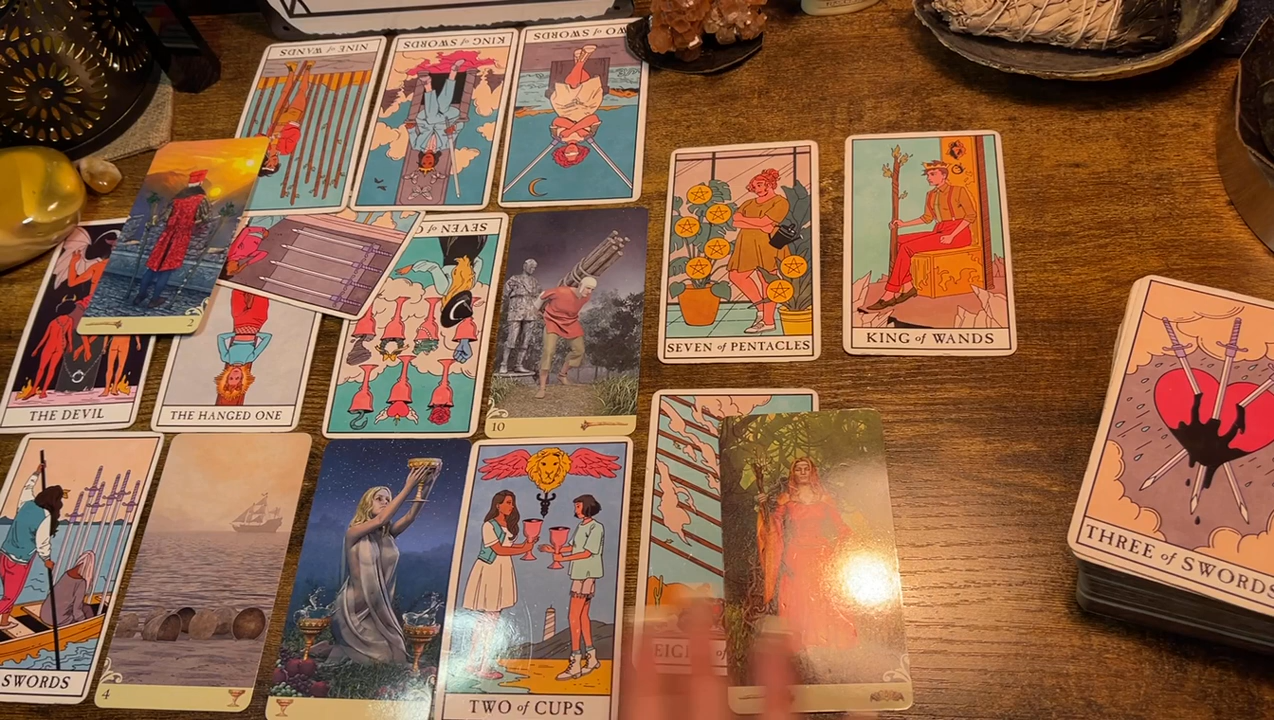 NINE of WANDS
KING of SWORDS
TWO of SWORDS
2
SEVEN of
SEVEN of PENTACLES
KING of WANDS
THE DEVIL
THE HANGED ONE
10
THREE of SWORDS
SWORDS
4
TWO of CUPS